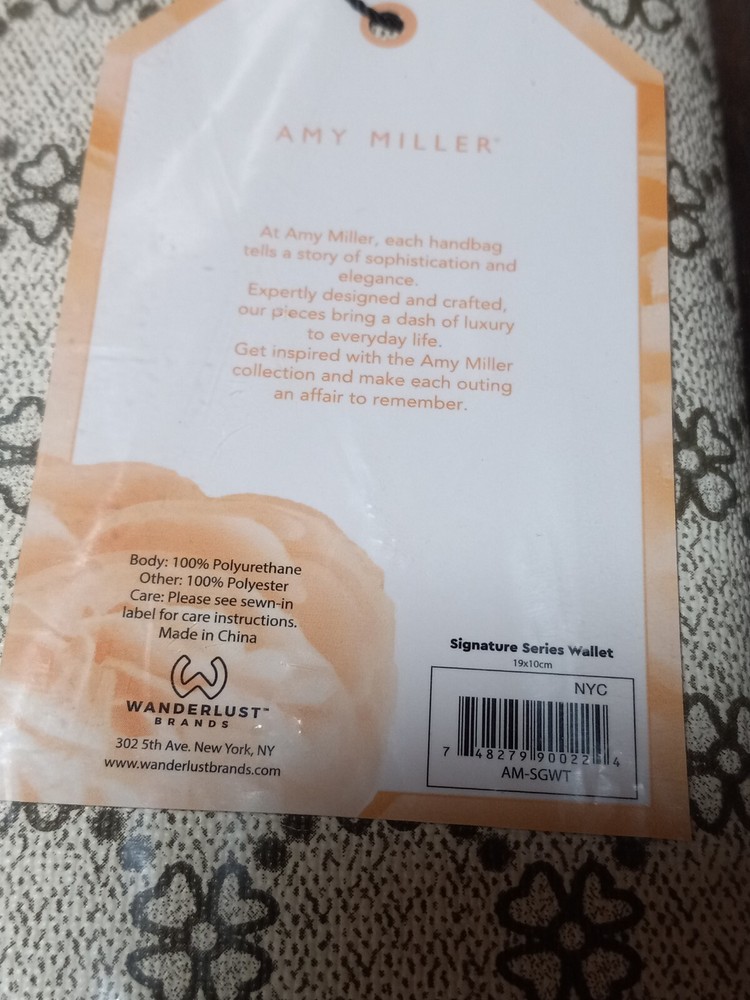 AMY MILLER™
At Amy Miller, each handbag
tells a story of sophistication and
elegance.
Expertly designed and crafted,
our pieces bring a dash of luxury
to everyday life.
Get inspired with the Amy Miller
collection and make each outing
an affair to remember.
Body: 100% Polyurethane
Other: 100% Polyester
Care: Please see sewn-in
label for care instructions.
Made in China
WANDERLUST™
BRANDS
302 5th Ave. New York, NY
www.wanderlustbrands.com
Signature Series Wallet
19x10cm
NYC
7 48279 90022 4
AM-SGWT